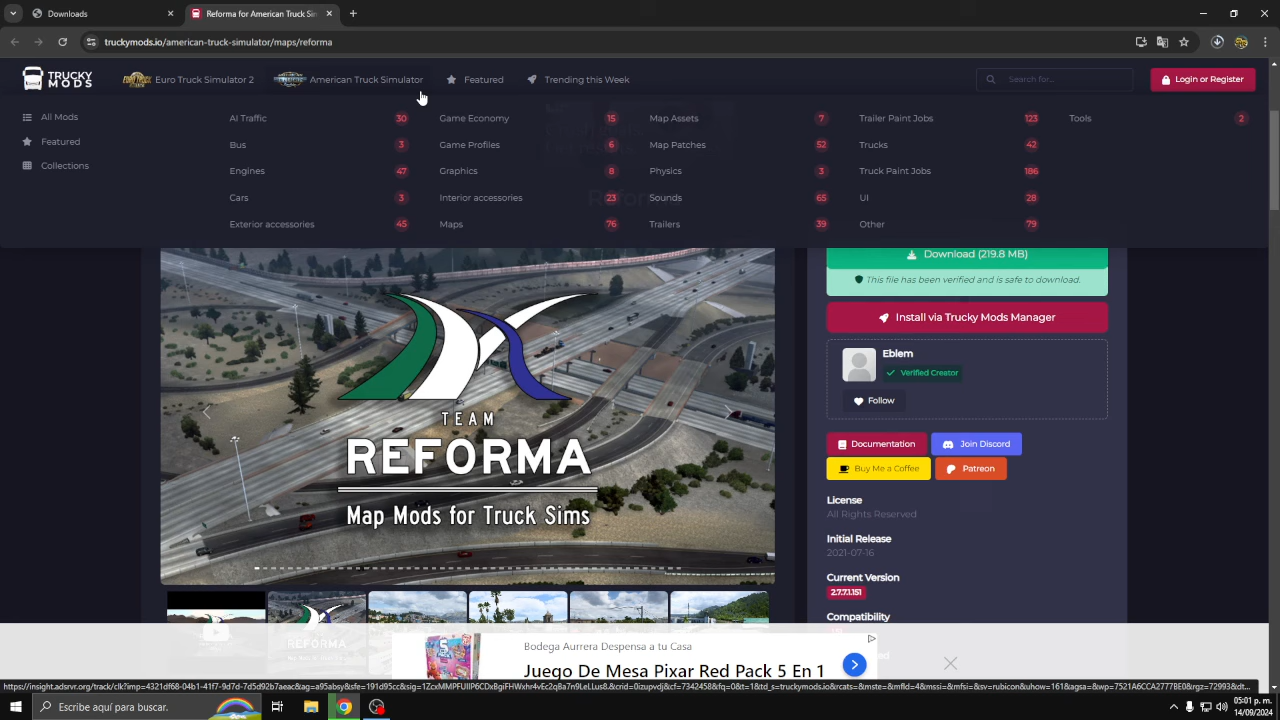 Downloads
Reforma for American Truck Sim
truckymods.io/american-truck-simulator/maps/reforma
TRUCKY MODS
Euro Truck Simulator 2
American Truck Simulator
Featured
Trending this Week
Search for...
Login or Register
All Mods
Featured
Collections
AI Traffic 30
Bus 3
Engines 47
Cars 3
Exterior accessories 45
Game Economy 15
Game Profiles 6
Graphics 8
Interior accessories 23
Maps 76
Map Assets 7
Map Patches 52
Physics 3
Sounds 65
Trailers 39
Trailer Paint Jobs 123
Trucks 42
Truck Paint Jobs 186
UI 28
Other 79
Tools 2
Reforma
TEAM
REFORMA
Map Mods for Truck Sims
REFORMA
Download (219.8 MB)
This file has been verified and is safe to download.
Install via Trucky Mods Manager
Eblem
Verified Creator
Follow
Documentation
Join Discord
Buy Me a Coffee
Patreon
License
All Rights Reserved
Initial Release
2021-07-16
Current Version
2.7.7.1.151
Compatibility
Bodega Aurrera Despensa a tu Casa
Juego De Mesa Pixar Red Pack 5 En 1
Escribe aquí para buscar.
05:01 p. m.
14/09/2024